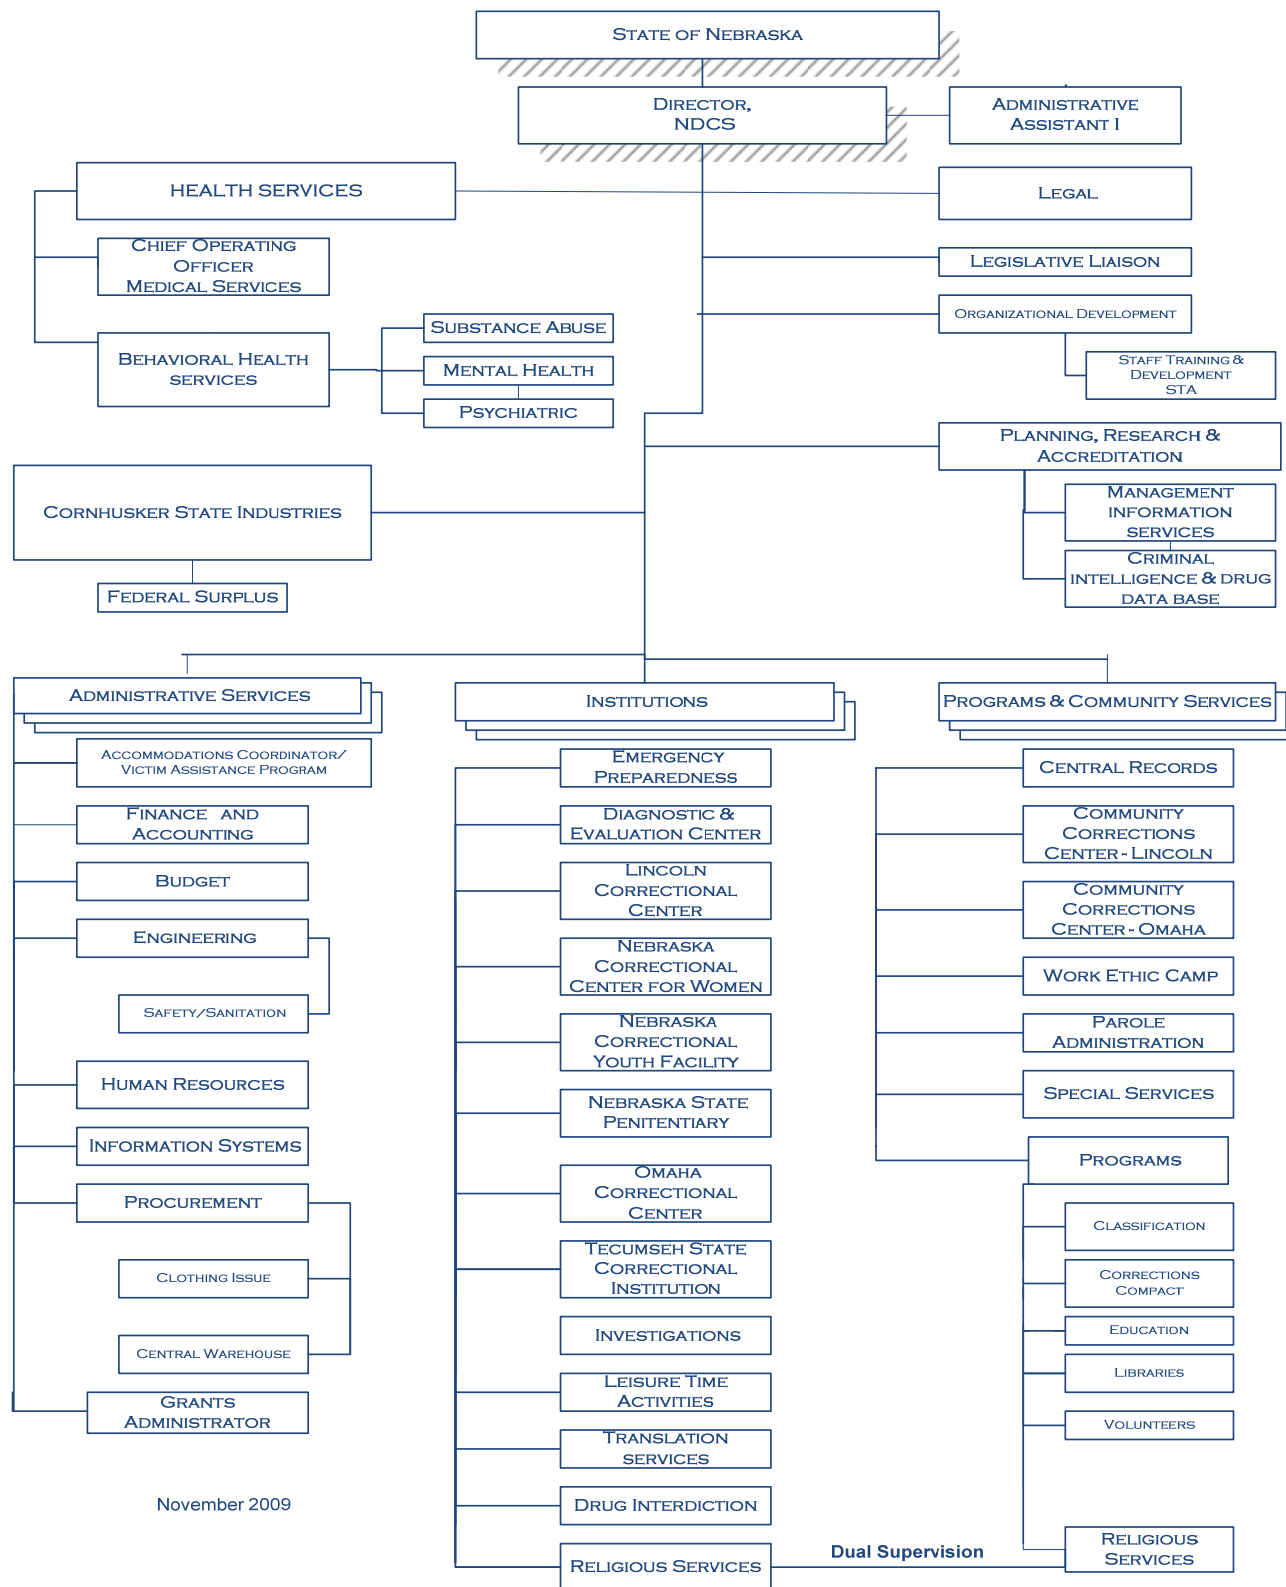 STATE OF NEBRASKA
DIRECTOR,
NDCS
ADMINISTRATIVE
ASSISTANT I
HEALTH SERVICES
LEGAL
CHIEF OPERATING
OFFICER
MEDICAL SERVICES
LEGISLATIVE LIAISON
ORGANIZATIONAL DEVELOPMENT
STAFF TRAINING &
DEVELOPMENT
STA
BEHAVIORAL HEALTH
SERVICES
SUBSTANCE ABUSE
MENTAL HEALTH
PSYCHIATRIC
PLANNING, RESEARCH &
ACCREDITATION
MANAGEMENT
INFORMATION
SERVICES
CRIMINAL
INTELLIGENCE & DRUG
DATA BASE
CORNHUSKER STATE INDUSTRIES
FEDERAL SURPLUS
ADMINISTRATIVE SERVICES
ACCOMMODATIONS COORDINATOR/
VICTIM ASSISTANCE PROGRAM
FINANCE AND
ACCOUNTING
BUDGET
ENGINEERING
SAFETY/SANITATION
HUMAN RESOURCES
INFORMATION SYSTEMS
PROCUREMENT
CLOTHING ISSUE
CENTRAL WAREHOUSE
GRANTS
ADMINISTRATOR
November 2009
INSTITUTIONS
EMERGENCY
PREPAREDNESS
DIAGNOSTIC &
EVALUATION CENTER
LINCOLN
CORRECTIONAL
CENTER
NEBRASKA
CORRECTIONAL
CENTER FOR WOMEN
NEBRASKA
CORRECTIONAL
YOUTH FACILITY
NEBRASKA STATE
PENITENTIARY
OMAHA
CORRECTIONAL
CENTER
TECUMSEH STATE
CORRECTIONAL
INSTITUTION
INVESTIGATIONS
LEISURE TIME
ACTIVITIES
TRANSLATION
SERVICES
DRUG INTERDICTION
RELIGIOUS SERVICES
Dual Supervision
PROGRAMS & COMMUNITY SERVICES
CENTRAL RECORDS
COMMUNITY
CORRECTIONS
CENTER - LINCOLN
COMMUNITY
CORRECTIONS
CENTER - OMAHA
WORK ETHIC CAMP
PAROLE
ADMINISTRATION
SPECIAL SERVICES
PROGRAMS
CLASSIFICATION
CORRECTIONS
COMPACT
EDUCATION
LIBRARIES
VOLUNTEERS
RELIGIOUS
SERVICES